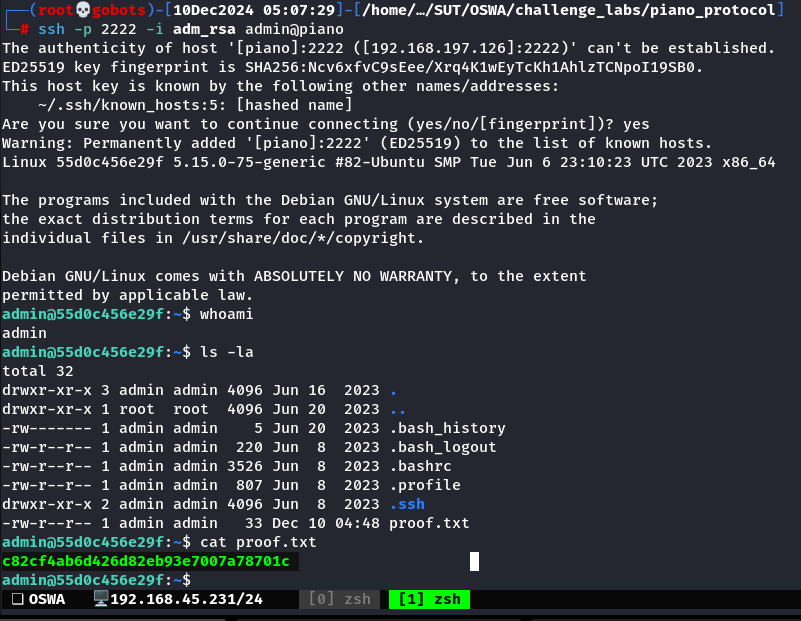 ──(root💀gobots)-[10Dec2024 05:07:29]-[/home/…/SUT/OSWA/challenge_labs/piano_protocol]
└─# ssh -p 2222 -i adm_rsa admin@piano
The authenticity of host '[piano]:2222 ([192.168.197.126]:2222)' can't be established.
ED25519 key fingerprint is SHA256:Ncv6xfvC9sEee/Xrq4K1wEyTcKh1AhlzTCNpoI19SB0.
This host key is known by the following other names/addresses:
    ~/.ssh/known_hosts:5: [hashed name]
Are you sure you want to continue connecting (yes/no/[fingerprint])? yes
Warning: Permanently added '[piano]:2222' (ED25519) to the list of known hosts.
Linux 55d0c456e29f 5.15.0-75-generic #82-Ubuntu SMP Tue Jun 6 23:10:23 UTC 2023 x86_64

The programs included with the Debian GNU/Linux system are free software;
the exact distribution terms for each program are described in the
individual files in /usr/share/doc/*/copyright.

Debian GNU/Linux comes with ABSOLUTELY NO WARRANTY, to the extent
permitted by applicable law.
admin@55d0c456e29f:~$ whoami
admin
admin@55d0c456e29f:~$ ls -la
total 32
drwxr-xr-x 3 admin admin 4096 Jun 16  2023 .
drwxr-xr-x 1 root  root  4096 Jun 20  2023 ..
-rw------- 1 admin admin    5 Jun 20  2023 .bash_history
-rw-r--r-- 1 admin admin  220 Jun  8  2023 .bash_logout
-rw-r--r-- 1 admin admin 3526 Jun  8  2023 .bashrc
-rw-r--r-- 1 admin admin  807 Jun  8  2023 .profile
drwxr-xr-x 2 admin admin 4096 Jun  8  2023 .ssh
-rw-r--r-- 1 admin admin   33 Dec 10 04:48 proof.txt
admin@55d0c456e29f:~$ cat proof.txt
c82cf4ab6d426d82eb93e7007a78701c
admin@55d0c456e29f:~$
❏ OSWA 🖥192.168.45.231/24 [0] zsh [1] zsh